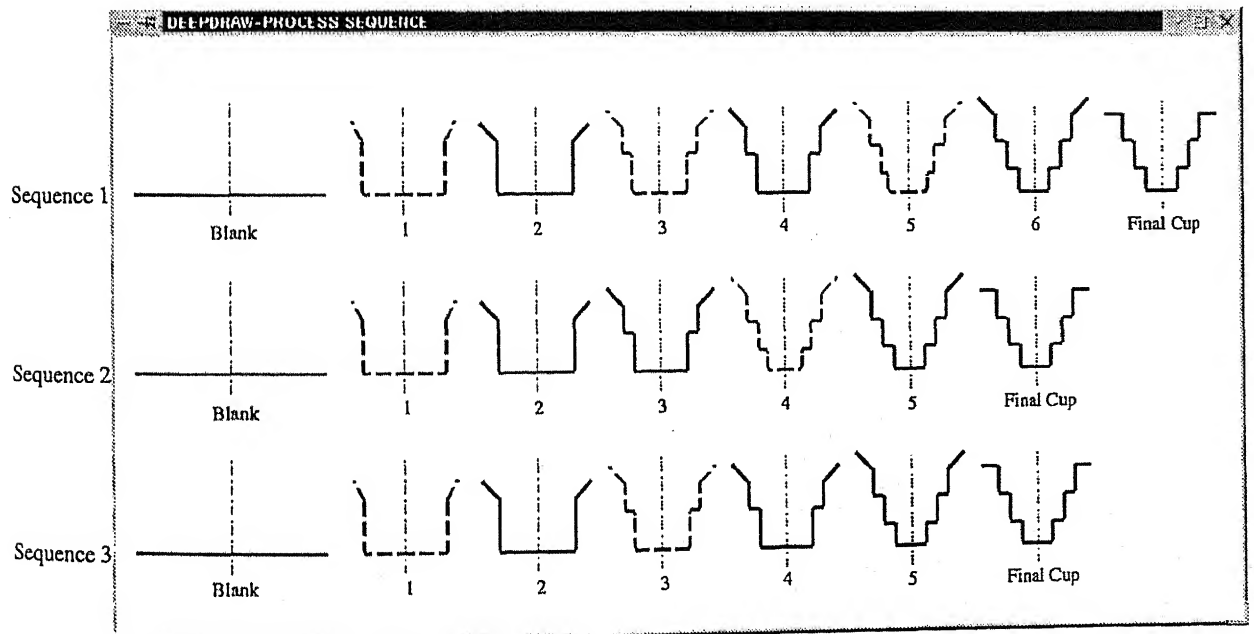 DEEPDRAW-PROCESS SEQUENCE
Sequence 1
Blank 1 2 3 4 5 6 Final Cup
Sequence 2
Blank 1 2 3 4 5 Final Cup
Sequence 3
Blank 1 2 3 4 5 Final Cup